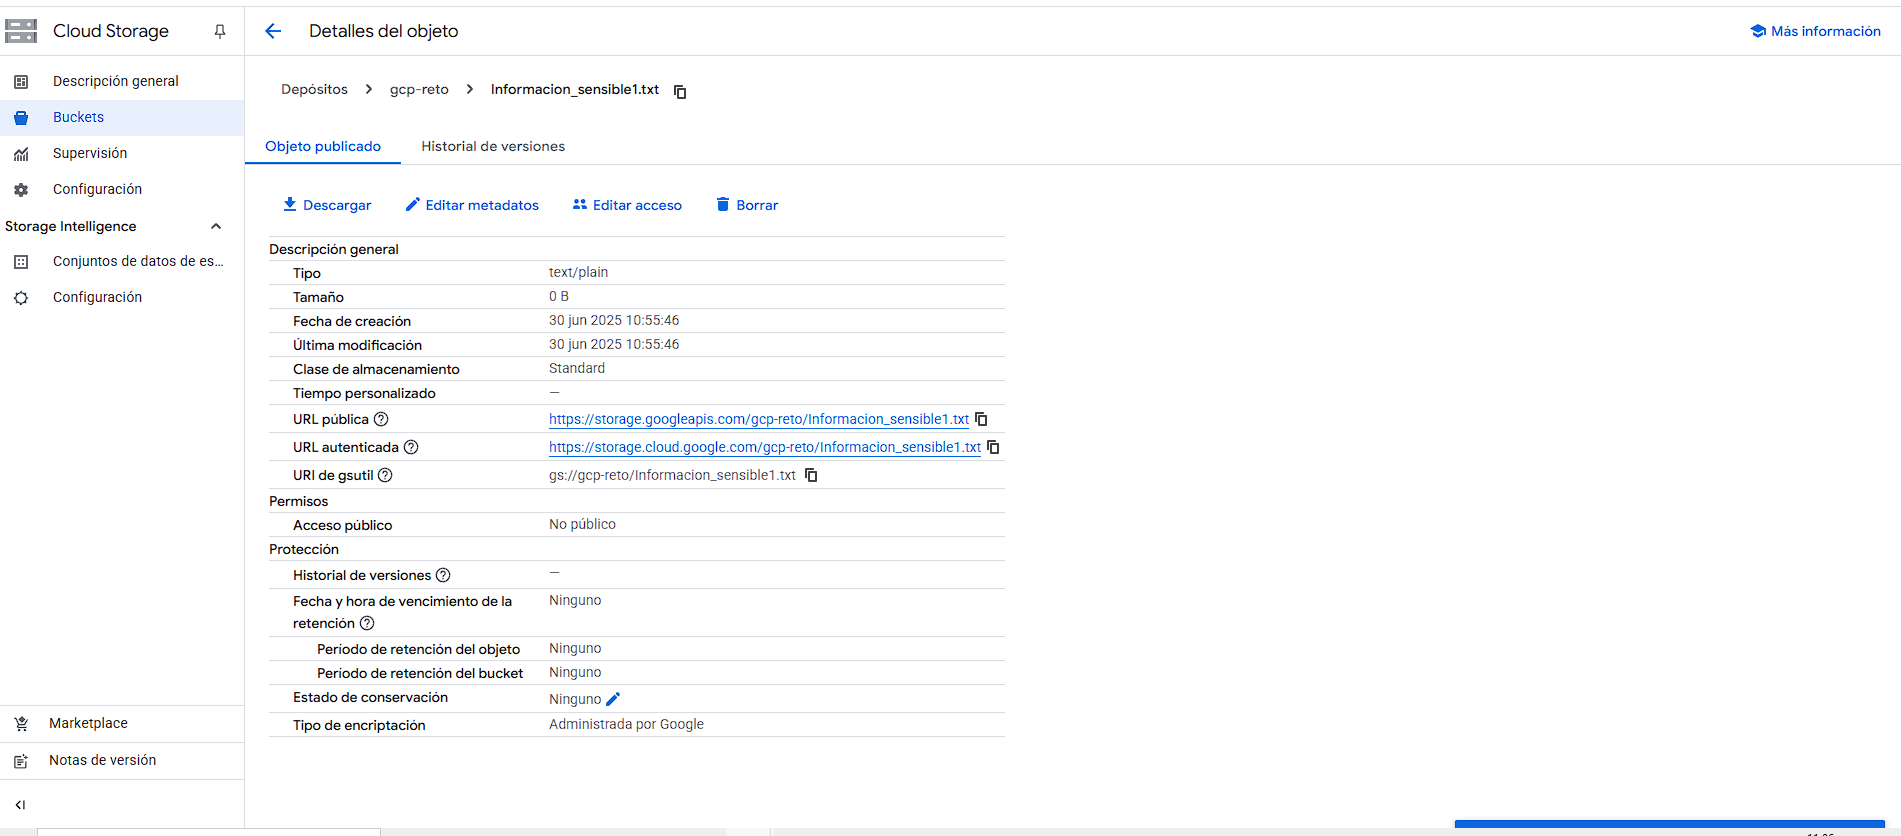 Cloud Storage
Detalles del objeto
Más información
Descripción general
Buckets
Supervisión
Configuración
Storage Intelligence
Conjuntos de datos de es...
Configuración
Marketplace
Notas de versión
Depósitos
gcp-reto
Informacion_sensible1.txt
Objeto publicado
Historial de versiones
Descargar
Editar metadatos
Editar acceso
Borrar
Descripción general
Tipo text/plain
Tamaño 0 B
Fecha de creación 30 jun 2025 10:55:46
Última modificación 30 jun 2025 10:55:46
Clase de almacenamiento Standard
Tiempo personalizado —
URL pública https://storage.googleapis.com/gcp-reto/Informacion_sensible1.txt
URL autenticada https://storage.cloud.google.com/gcp-reto/Informacion_sensible1.txt
URI de gsutil gs://gcp-reto/Informacion_sensible1.txt
Permisos
Acceso público No público
Protección
Historial de versiones —
Fecha y hora de vencimiento de la Ninguno
retención
Período de retención del objeto Ninguno
Período de retención del bucket Ninguno
Estado de conservación Ninguno
Tipo de encriptación Administrada por Google